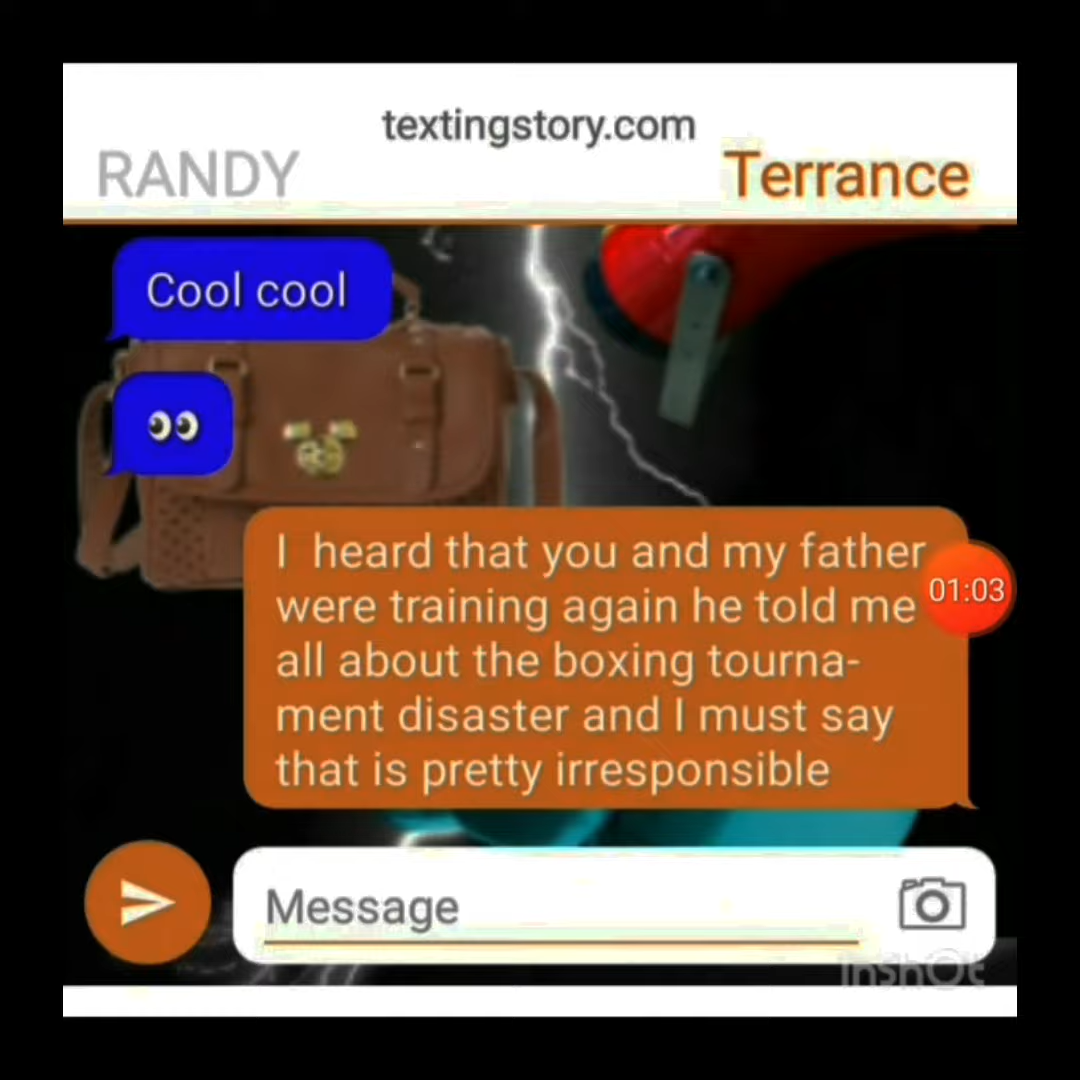 textingstory.com
RANDY
Terrance
Cool cool
I  heard that you and my father
were training again he told me
all about the boxing tourna-
ment disaster and I must say
that is pretty irresponsible
01:03
Message
InShOt